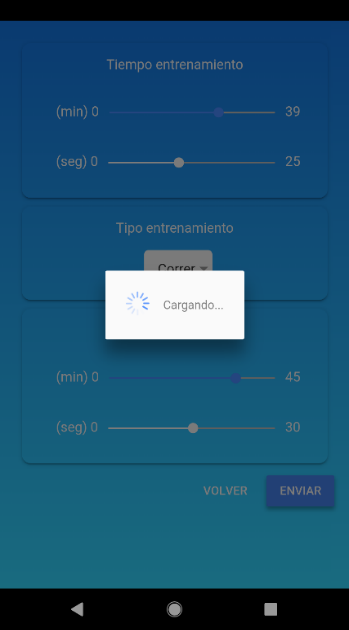 Tiempo entrenamiento
(min) 0 39
(seg) 0 25
Tipo entrenamiento
Correr
Cargando...
(min) 0 45
(seg) 0 30
VOLVER ENVIAR